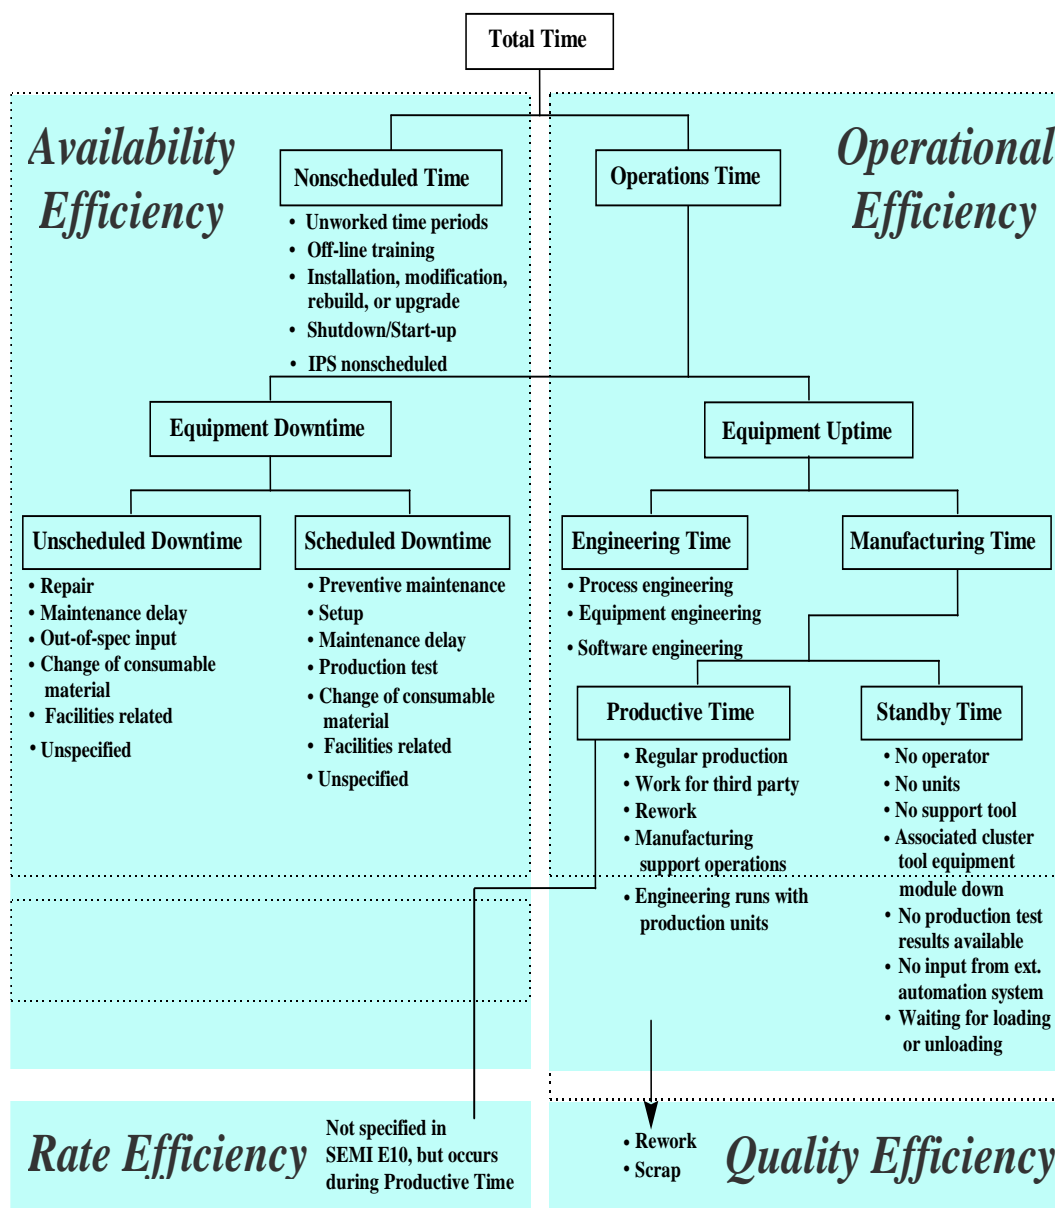 Total Time
Availability
Efficiency
Operational
Efficiency
Nonscheduled Time
• Unworked time periods
• Off-line training
• Installation, modification,
rebuild, or upgrade
• Shutdown/Start-up
• IPS nonscheduled
Operations Time
Equipment Downtime
Equipment Uptime
Unscheduled Downtime
• Repair
• Maintenance delay
• Out-of-spec input
• Change of consumable
material
• Facilities related
• Unspecified
Scheduled Downtime
• Preventive maintenance
• Setup
• Maintenance delay
• Production test
• Change of consumable
material
• Facilities related
• Unspecified
Engineering Time
• Process engineering
• Equipment engineering
• Software engineering
Manufacturing Time
Productive Time
• Regular production
• Work for third party
• Rework
• Manufacturing
support operations
• Engineering runs with
production units
Standby Time
• No operator
• No units
• No support tool
• Associated cluster
tool equipment
module down
• No production test
results available
• No input from ext.
automation system
• Waiting for loading
or unloading
Rate Efficiency
Not specified in
SEMI E10, but occurs
during Productive Time
• Rework
• Scrap
Quality Efficiency